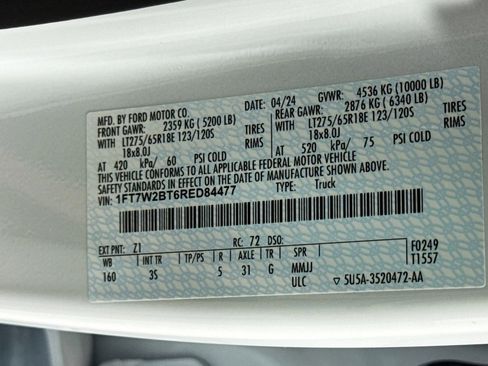 MFD. BY FORD MOTOR CO. DATE: 04/24 GVWR: 4536 KG (10000 LB)
FRONT GAWR: 2359 KG (5200 LB) REAR GAWR: 2876 KG (6340 LB)
WITH LT275/65R18E 123/120S TIRES WITH LT275/65R18E 123/120S TIRES
18x8.0J RIMS 18x8.0J RIMS
AT 420 kPa/ 60 PSI COLD AT 520 kPa/ 75 PSI COLD
THIS VEHICLE CONFORMS TO ALL APPLICABLE FEDERAL MOTOR VEHICLE
SAFETY STANDARDS IN EFFECT ON THE DATE OF MANUFACTURE SHOWN ABOVE.
VIN: 1FT7W2BT6RED84477 TYPE: Truck
EXT PNT: Z1 RC: 72 DSO: F0249
WB INT TR TP/PS R AXLE TR SPR T1557
160 3S 5 31 G MMJJ
ULC ▽ 5U5A-3520472-AA